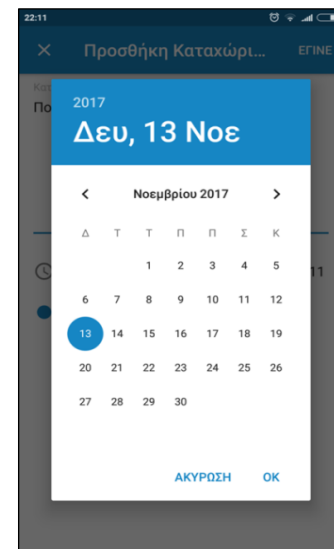 22:11
Προσθήκη Καταχώρι... ΕΓΙΝΕ
Κατ
Πο
2017
Δευ, 13 Νοε
Νοεμβρίου 2017
Δ Τ Τ Π Π Σ Κ
1 2 3 4 5
6 7 8 9 10 11 12
13 14 15 16 17 18 19
20 21 22 23 24 25 26
27 28 29 30
11
ΑΚΥΡΩΣΗ OK